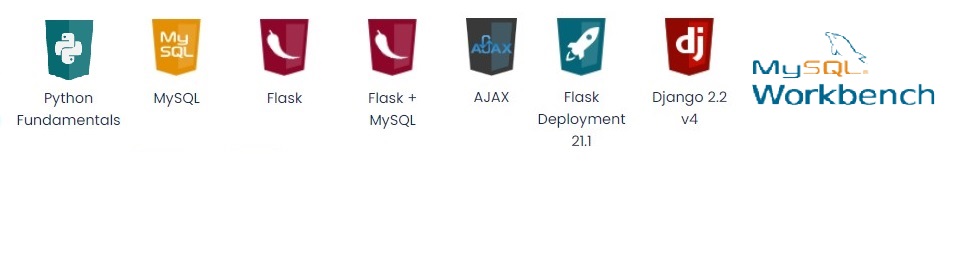 My
SQL
AJAX
dj
Python
Fundamentals
MySQL
Flask
Flask +
MySQL
AJAX
Flask
Deployment
21.1
Django 2.2
v4
MySQL®
Workbench